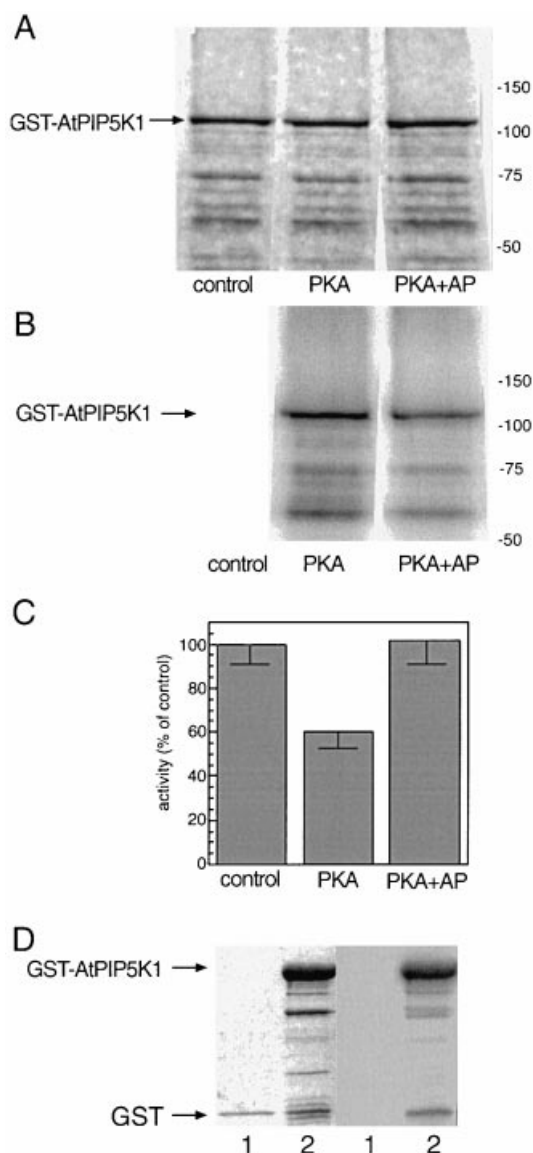 A
GST-AtPIP5K1
-150
-100
-75
-50
control PKA PKA+AP
B
GST-AtPIP5K1
-150
-100
-75
-50
control PKA PKA+AP
C
activity (% of control)
100
80
60
40
20
0
control PKA PKA+AP
D
GST-AtPIP5K1
GST
1 2 1 2